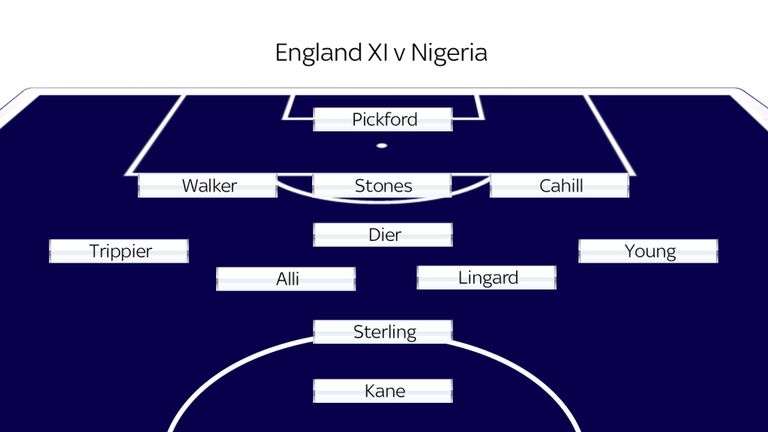 England XI v Nigeria
Pickford
Walker
Stones
Cahill
Dier
Trippier
Young
Alli
Lingard
Sterling
Kane